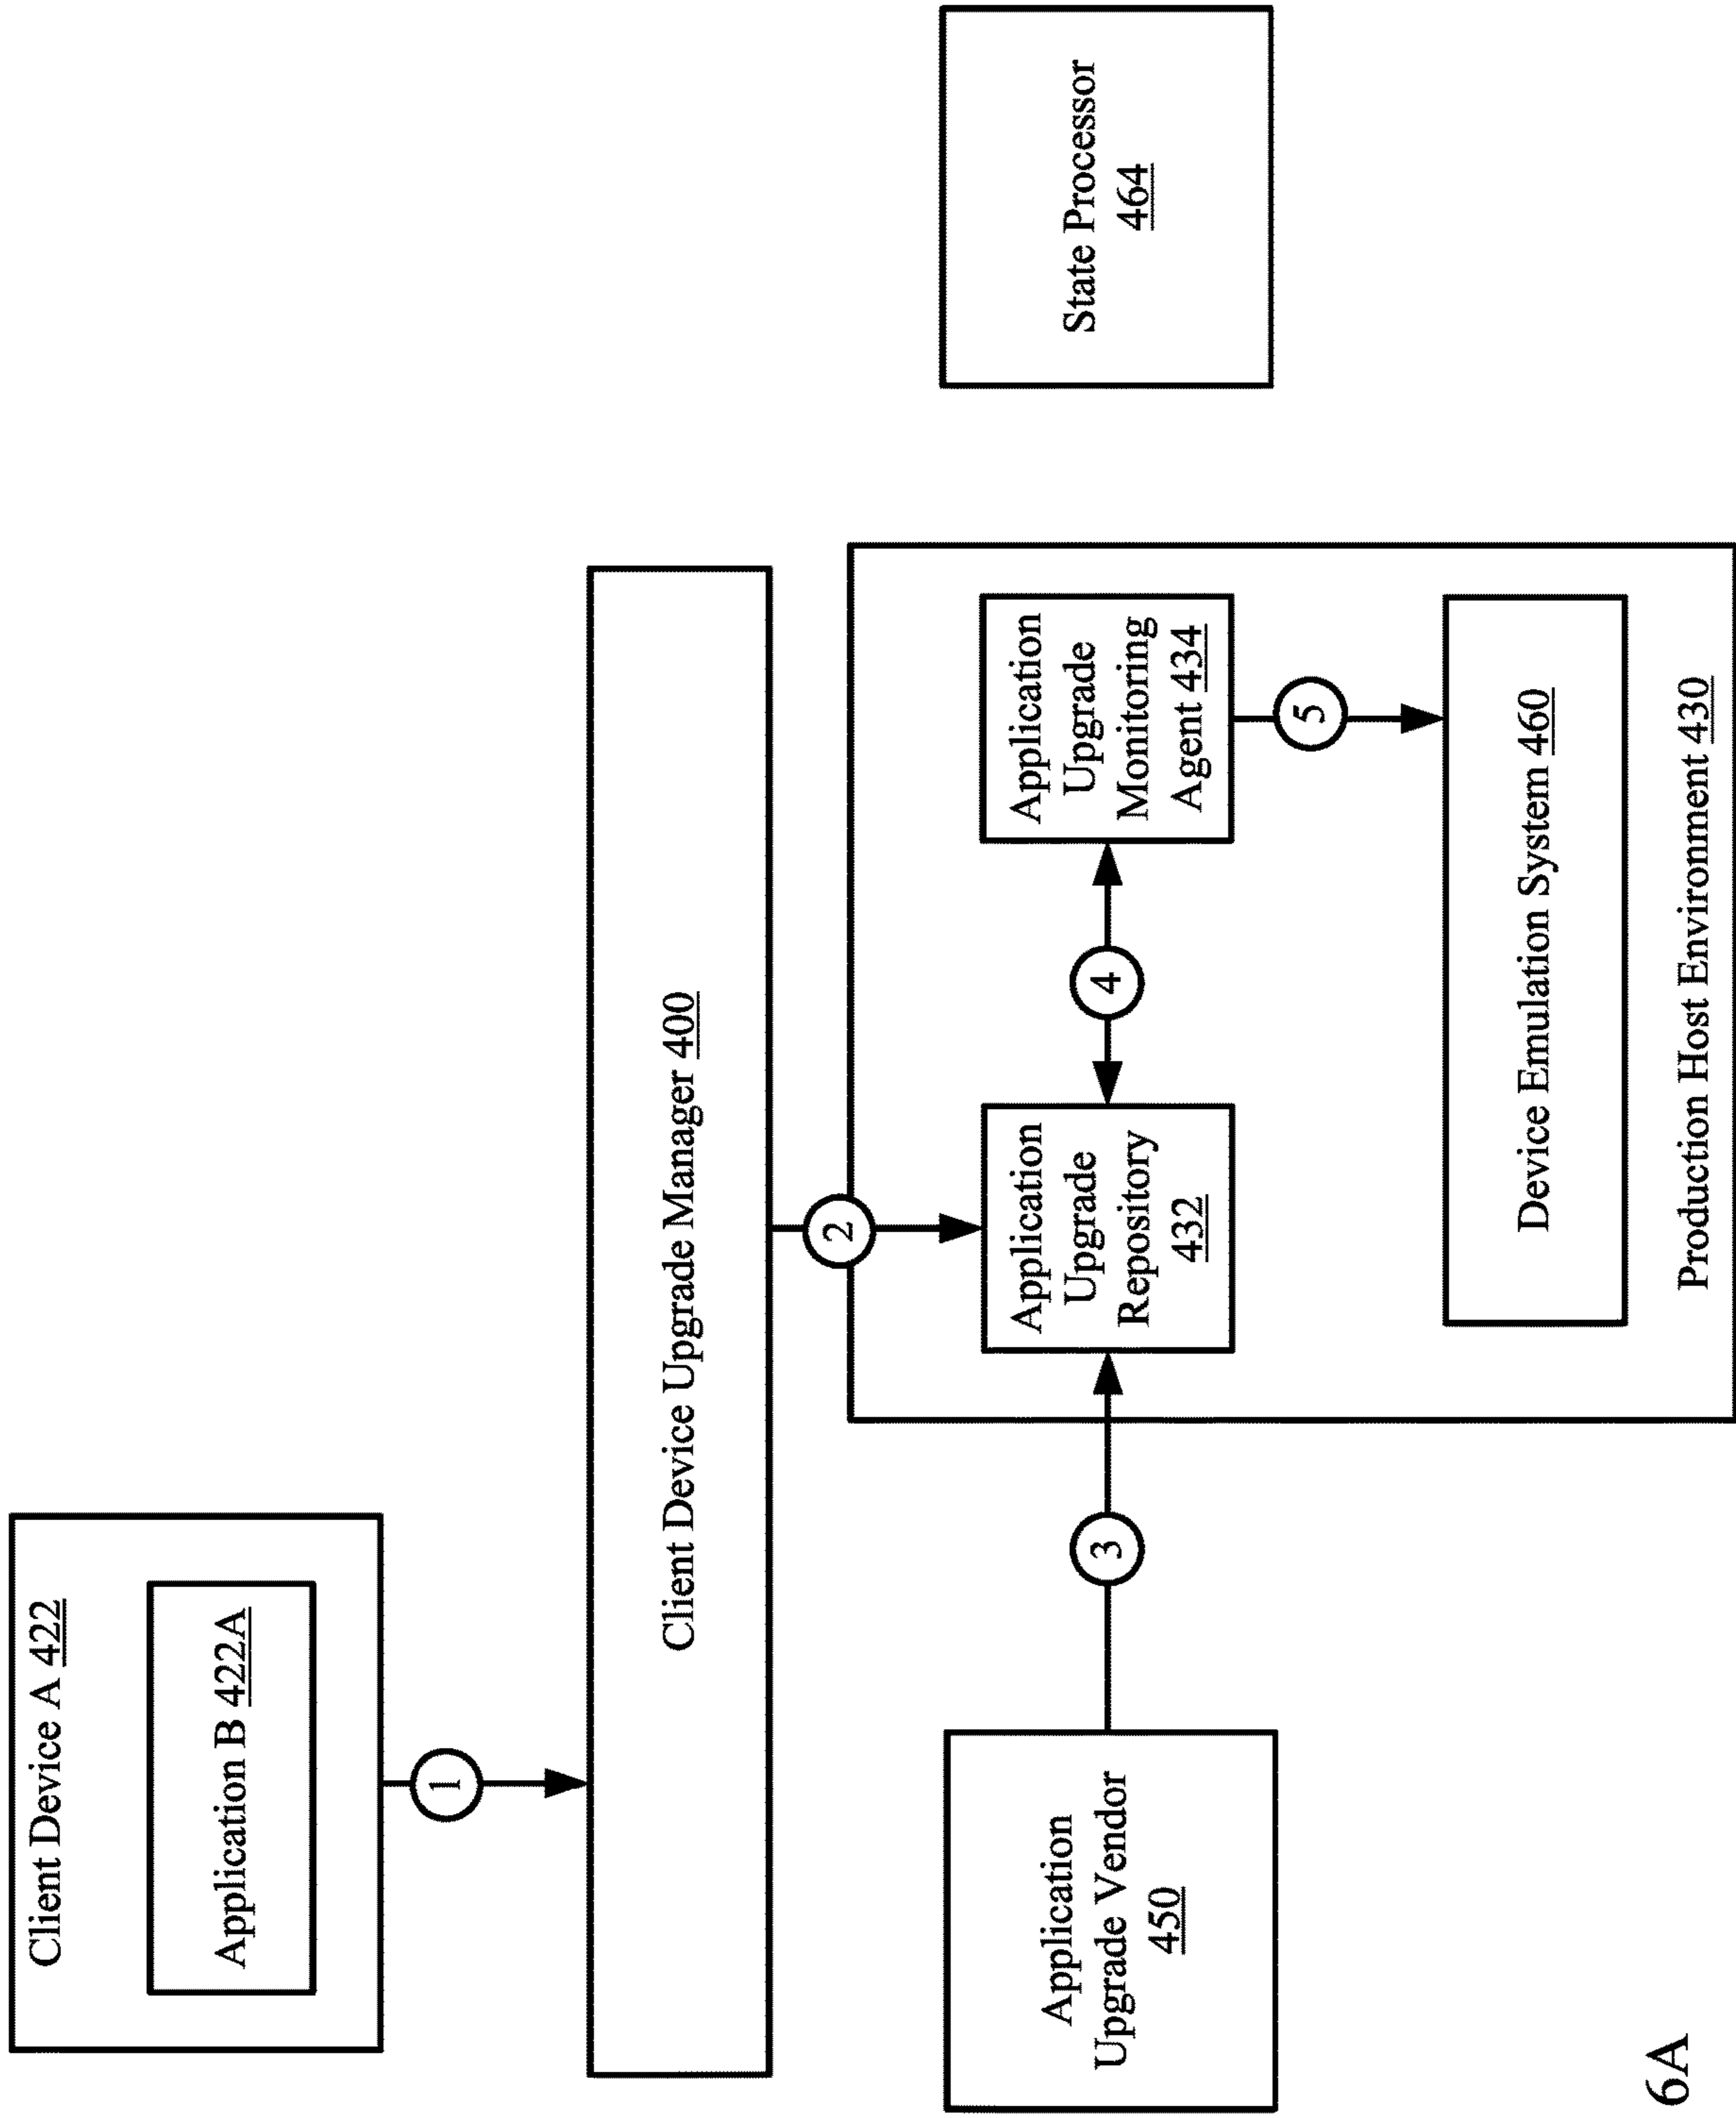 Client Device A 422
Application B 422A
1
Client Device Upgrade Manager 400
2
Application
Upgrade Vendor
450
3
Application
Upgrade
Repository
432
4
Application
Upgrade
Monitoring
Agent 434
5
Device Emulation System 460
Production Host Environment 430
State Processor
464
6A